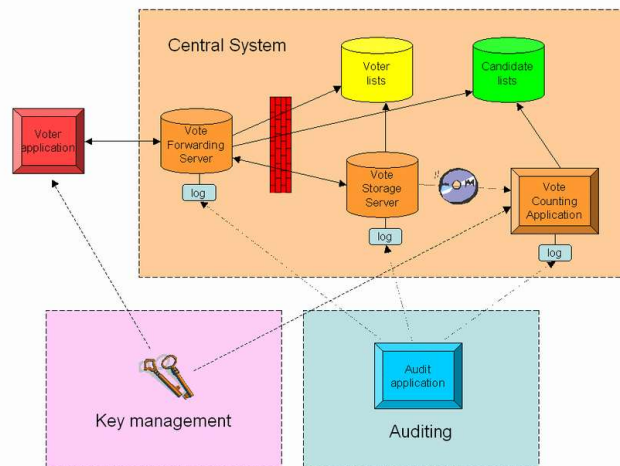 Central System
Voter
lists
Candidate
lists
Voter
application
Vote
Forwarding
Server
log
Vote
Storage
Server
log
Vote
Counting
Application
log
Key management
Audit
application
Auditing